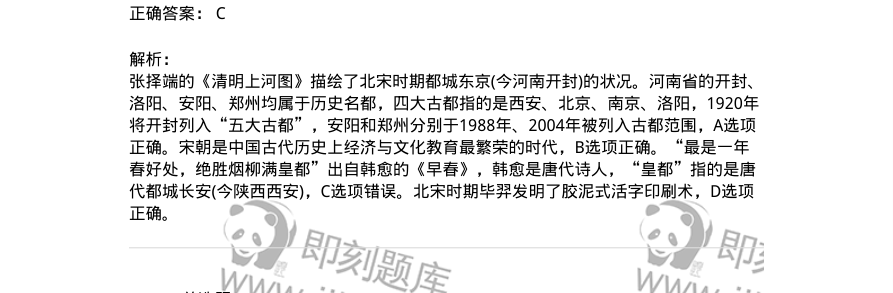 正确答案： C
解析：
张择端的《清明上河图》描绘了北宋时期都城东京(今河南开封)的状况。河南省的开封、
洛阳、安阳、郑州均属于历史名都，四大古都指的是西安、北京、南京、洛阳，1920年
将开封列入“五大古都”，安阳和郑州分别于1988年、2004年被列入古都范围，A选项
正确。宋朝是中国古代历史上经济与文化教育最繁荣的时代，B选项正确。“最是一年
春好处，绝胜烟柳满皇都”出自韩愈的《早春》，韩愈是唐代诗人，“皇都”指的是唐
代都城长安(今陕西西安)，C选项错误。北宋时期毕羿发明了胶泥式活字印刷术，D选项
正确。
即刻题库
即刻